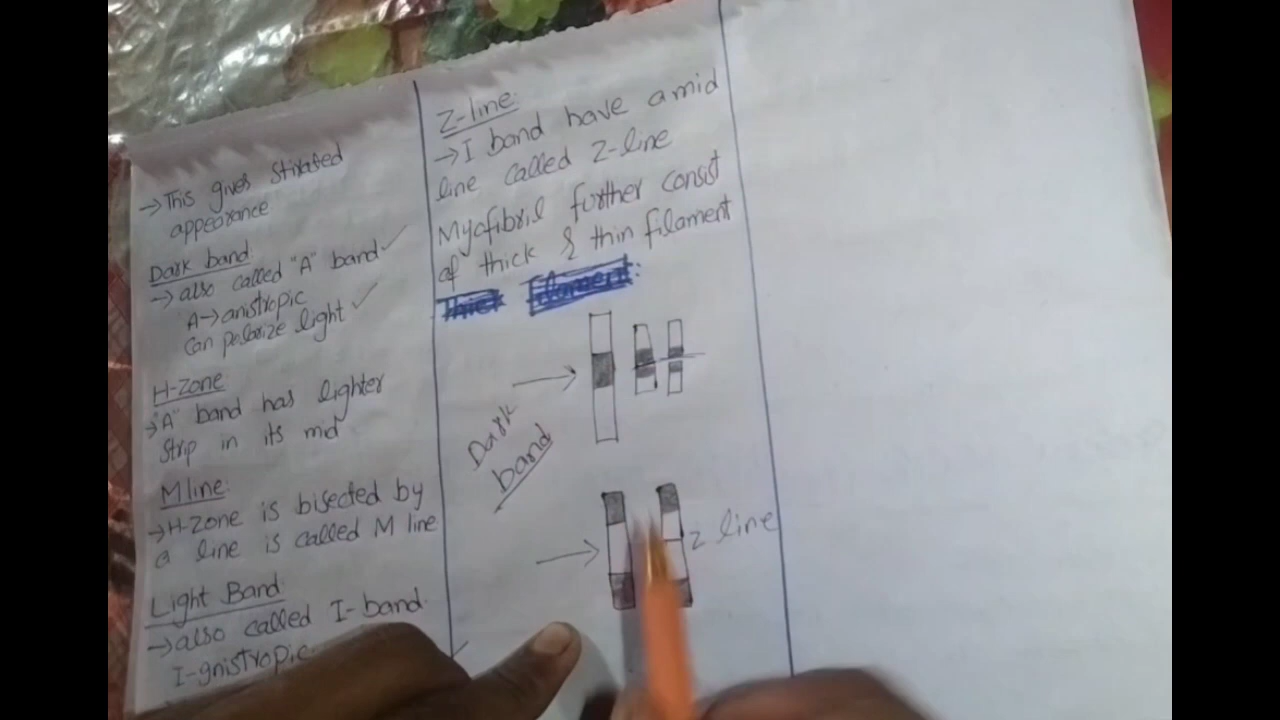 → This gives Striated
appearance
Dark band
→ also called "A" band ✓
A → anistropic
Can polarize light ✓
H-Zone
→ "A" band has lighter
Strip in its mid
M line:
→ H-Zone is bisected by
a line is called M line
Light Band
→ also called I-band.
I-gnistropic.
Z-line:
→ I band have a mid
line called Z-line
Myofibril further consist
of thick & thin filament
Thick Filament:
Dark
band
Z line